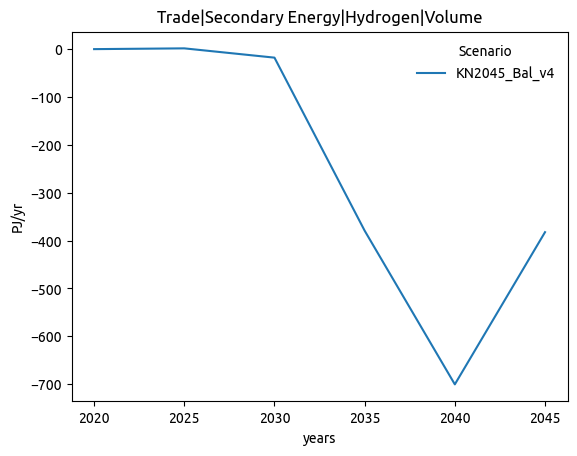 Trade|Secondary Energy|Hydrogen|Volume
Scenario
KN2045_Bal_v4
PJ/yr
0
−100
−200
−300
−400
−500
−600
−700
2020 2025 2030 2035 2040 2045
years